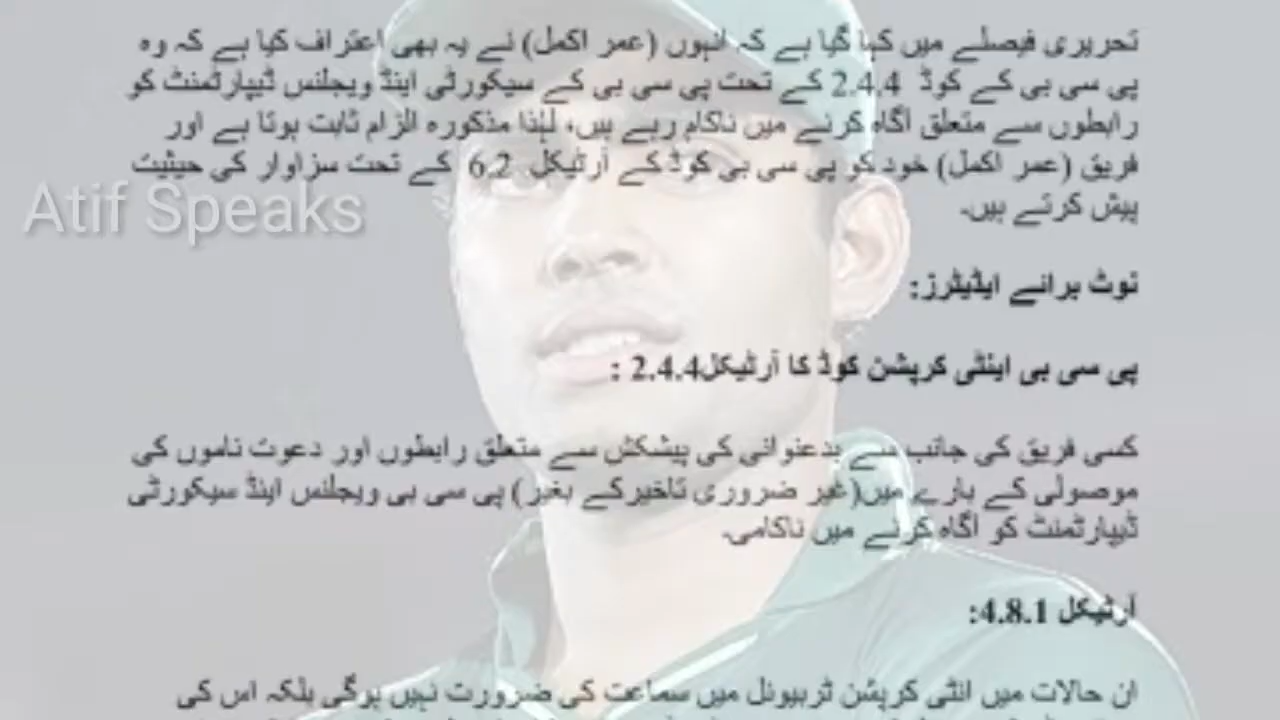 تحریری فیصلے میں کہا گیا ہے کہ انہوں (عمر اکمل) نے یہ بھی اعتراف کیا ہے کہ وہ
پی سی بی کے کوڈ 2.4.4 کے تحت پی سی بی کے سیکورٹی اینڈ ویجلنس ڈیپارٹمنٹ کو
رابطوں سے متعلق آگاہ کرنے میں ناکام رہے ہیں، لہٰذا مذکورہ الزام ثابت ہوتا ہے اور
فریق (عمر اکمل) خود کو پی سی بی کوڈ کے آرٹیکل 6.2 کے تحت سزاوار کی حیثیت
پیش کرتے ہیں۔
Atif Speaks
نوٹ برائے ایڈیٹرز:
پی سی بی اینٹی کرپشن کوڈ کا آرٹیکل2.4.4 :
کسی فریق کی جانب سے بدعنوانی کی پیشکش سے متعلق رابطوں اور دعوت ناموں کی
موصولی کے بارے میں(غیر ضروری تاخیرکے بغیر) پی سی بی ویجلنس اینڈ سیکورٹی
ڈیپارٹمنٹ کو آگاہ کرنے میں ناکامی۔
آرٹیکل 4.8.1:
ان حالات میں انٹی کرپشن ٹربیونل میں سماعت کی ضرورت نہیں ہوگی بلکہ اس کی